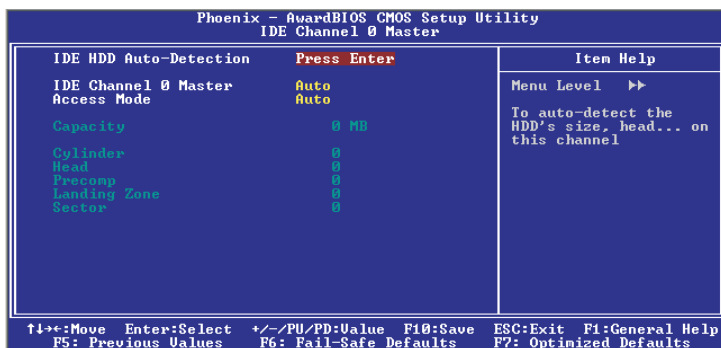 Phoenix - AwardBIOS CMOS Setup Utility
IDE Channel 0 Master
IDE HDD Auto-Detection Press Enter
IDE Channel 0 Master Auto
Access Mode Auto
Capacity 0 MB
Cylinder 0
Head 0
Precomp 0
Landing Zone 0
Sector 0
Item Help
Menu Level ▶▶
To auto-detect the
HDD's size, head... on
this channel
↑↓→←:Move Enter:Select +/-/PU/PD:Value F10:Save ESC:Exit F1:General Help
F5: Previous Values F6: Fail-Safe Defaults F7: Optimized Defaults